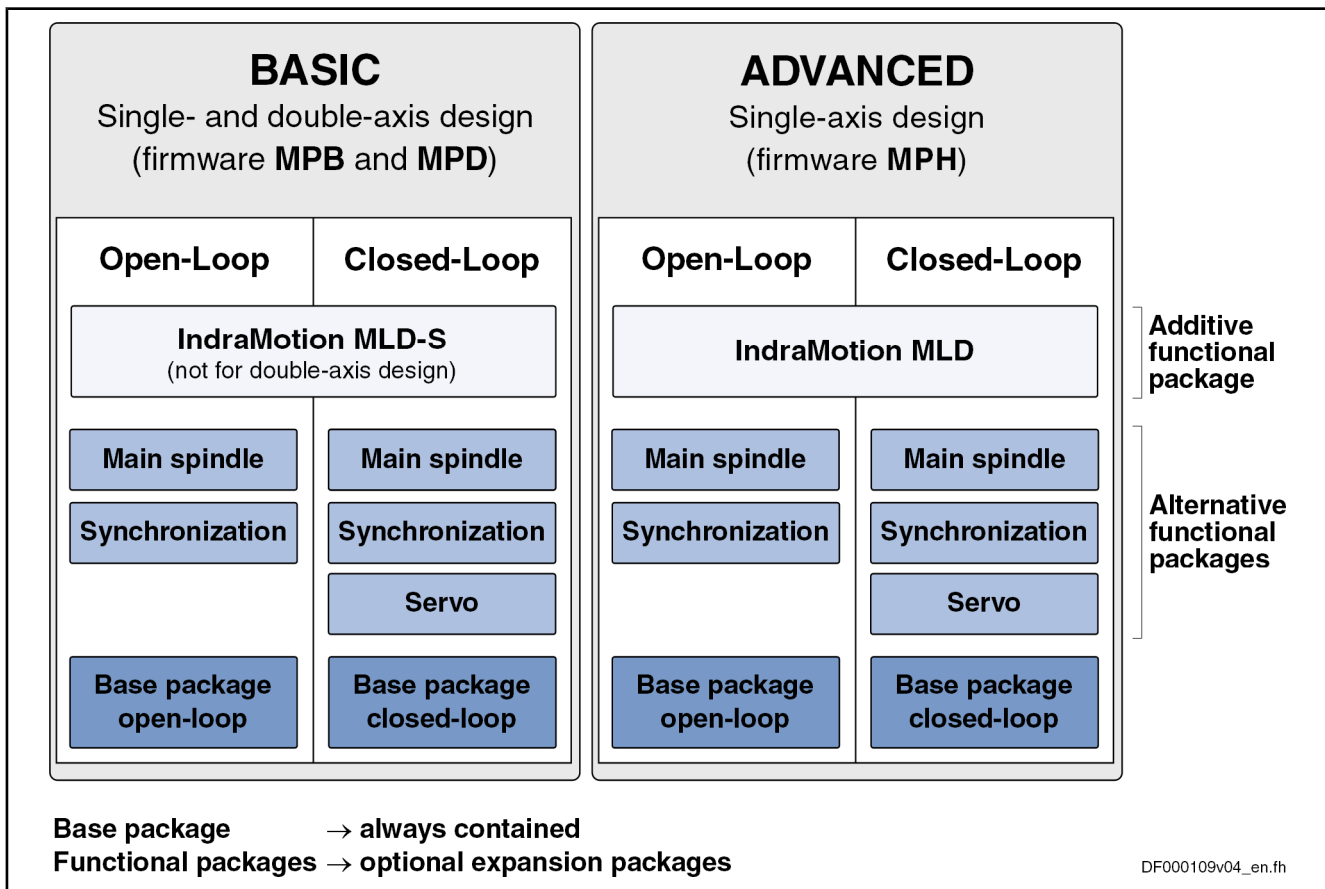 BASIC
Single- and double-axis design
(firmware MPB and MPD)
Open-Loop
Closed-Loop
IndraMotion MLD-S
(not for double-axis design)
Main spindle
Main spindle
Synchronization
Synchronization
Servo
Base package
open-loop
Base package
closed-loop
ADVANCED
Single-axis design
(firmware MPH)
Open-Loop
Closed-Loop
IndraMotion MLD
Main spindle
Main spindle
Synchronization
Synchronization
Servo
Base package
open-loop
Base package
closed-loop
Additive
functional
package
Alternative
functional
packages
Base package → always contained
Functional packages → optional expansion packages
DF000109v04_en.fh